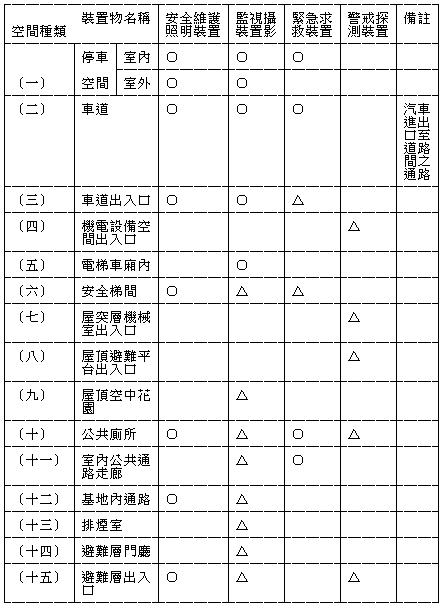 裝置物名稱 安全維護 監視攝 緊急求 警戒探 備註
空間種類 照明裝置 裝置影 救裝置 測裝置
停車 室內 ○ ○ ○
(一) 空間 室外 ○ ○
(二) 車道 ○ ○ ○ 汽車
進出
口至
道路
間之
通路
(三) 車道出入口 ○ ○ △
(四) 機電設備空 △
間出入口
(五) 電梯車廂內 ○
(六) 安全梯間 ○ △ △
(七) 屋突層機械 △
室出入口
(八) 屋頂避難平 △
台出入口
(九) 屋頂空中花 △
園
(十) 公共廁所 ○ △ ○ △
(十一) 室內公共通 △ ○
路走廊
(十二) 基地內通路 ○ △
(十三) 排煙室 △
(十四) 避難層門廳 △
(十五) 避難層出入 ○ △ △
口